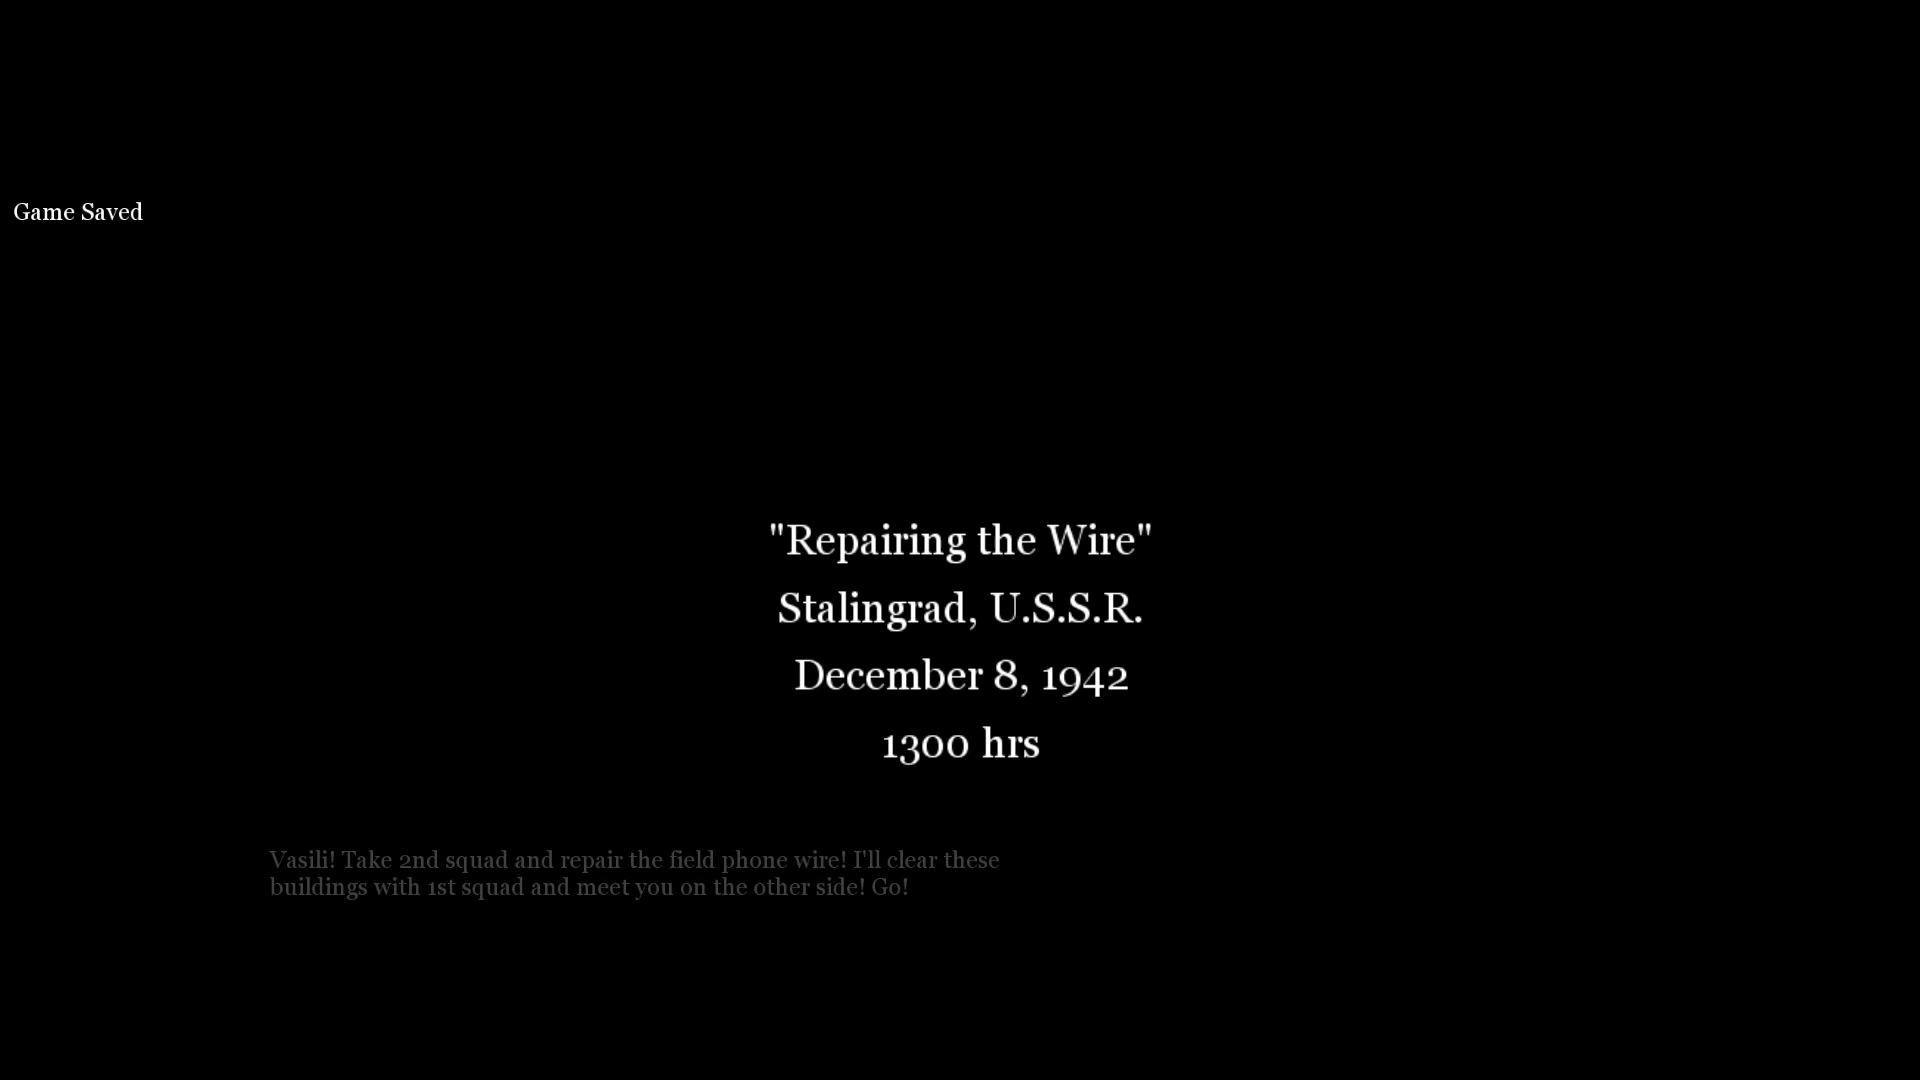 Game Saved
"Repairing the Wire"
Stalingrad, U.S.S.R.
December 8, 1942
1300 hrs
Vasili! Take 2nd squad and repair the field phone wire! I'll clear these
buildings with 1st squad and meet you on the other side! Go!